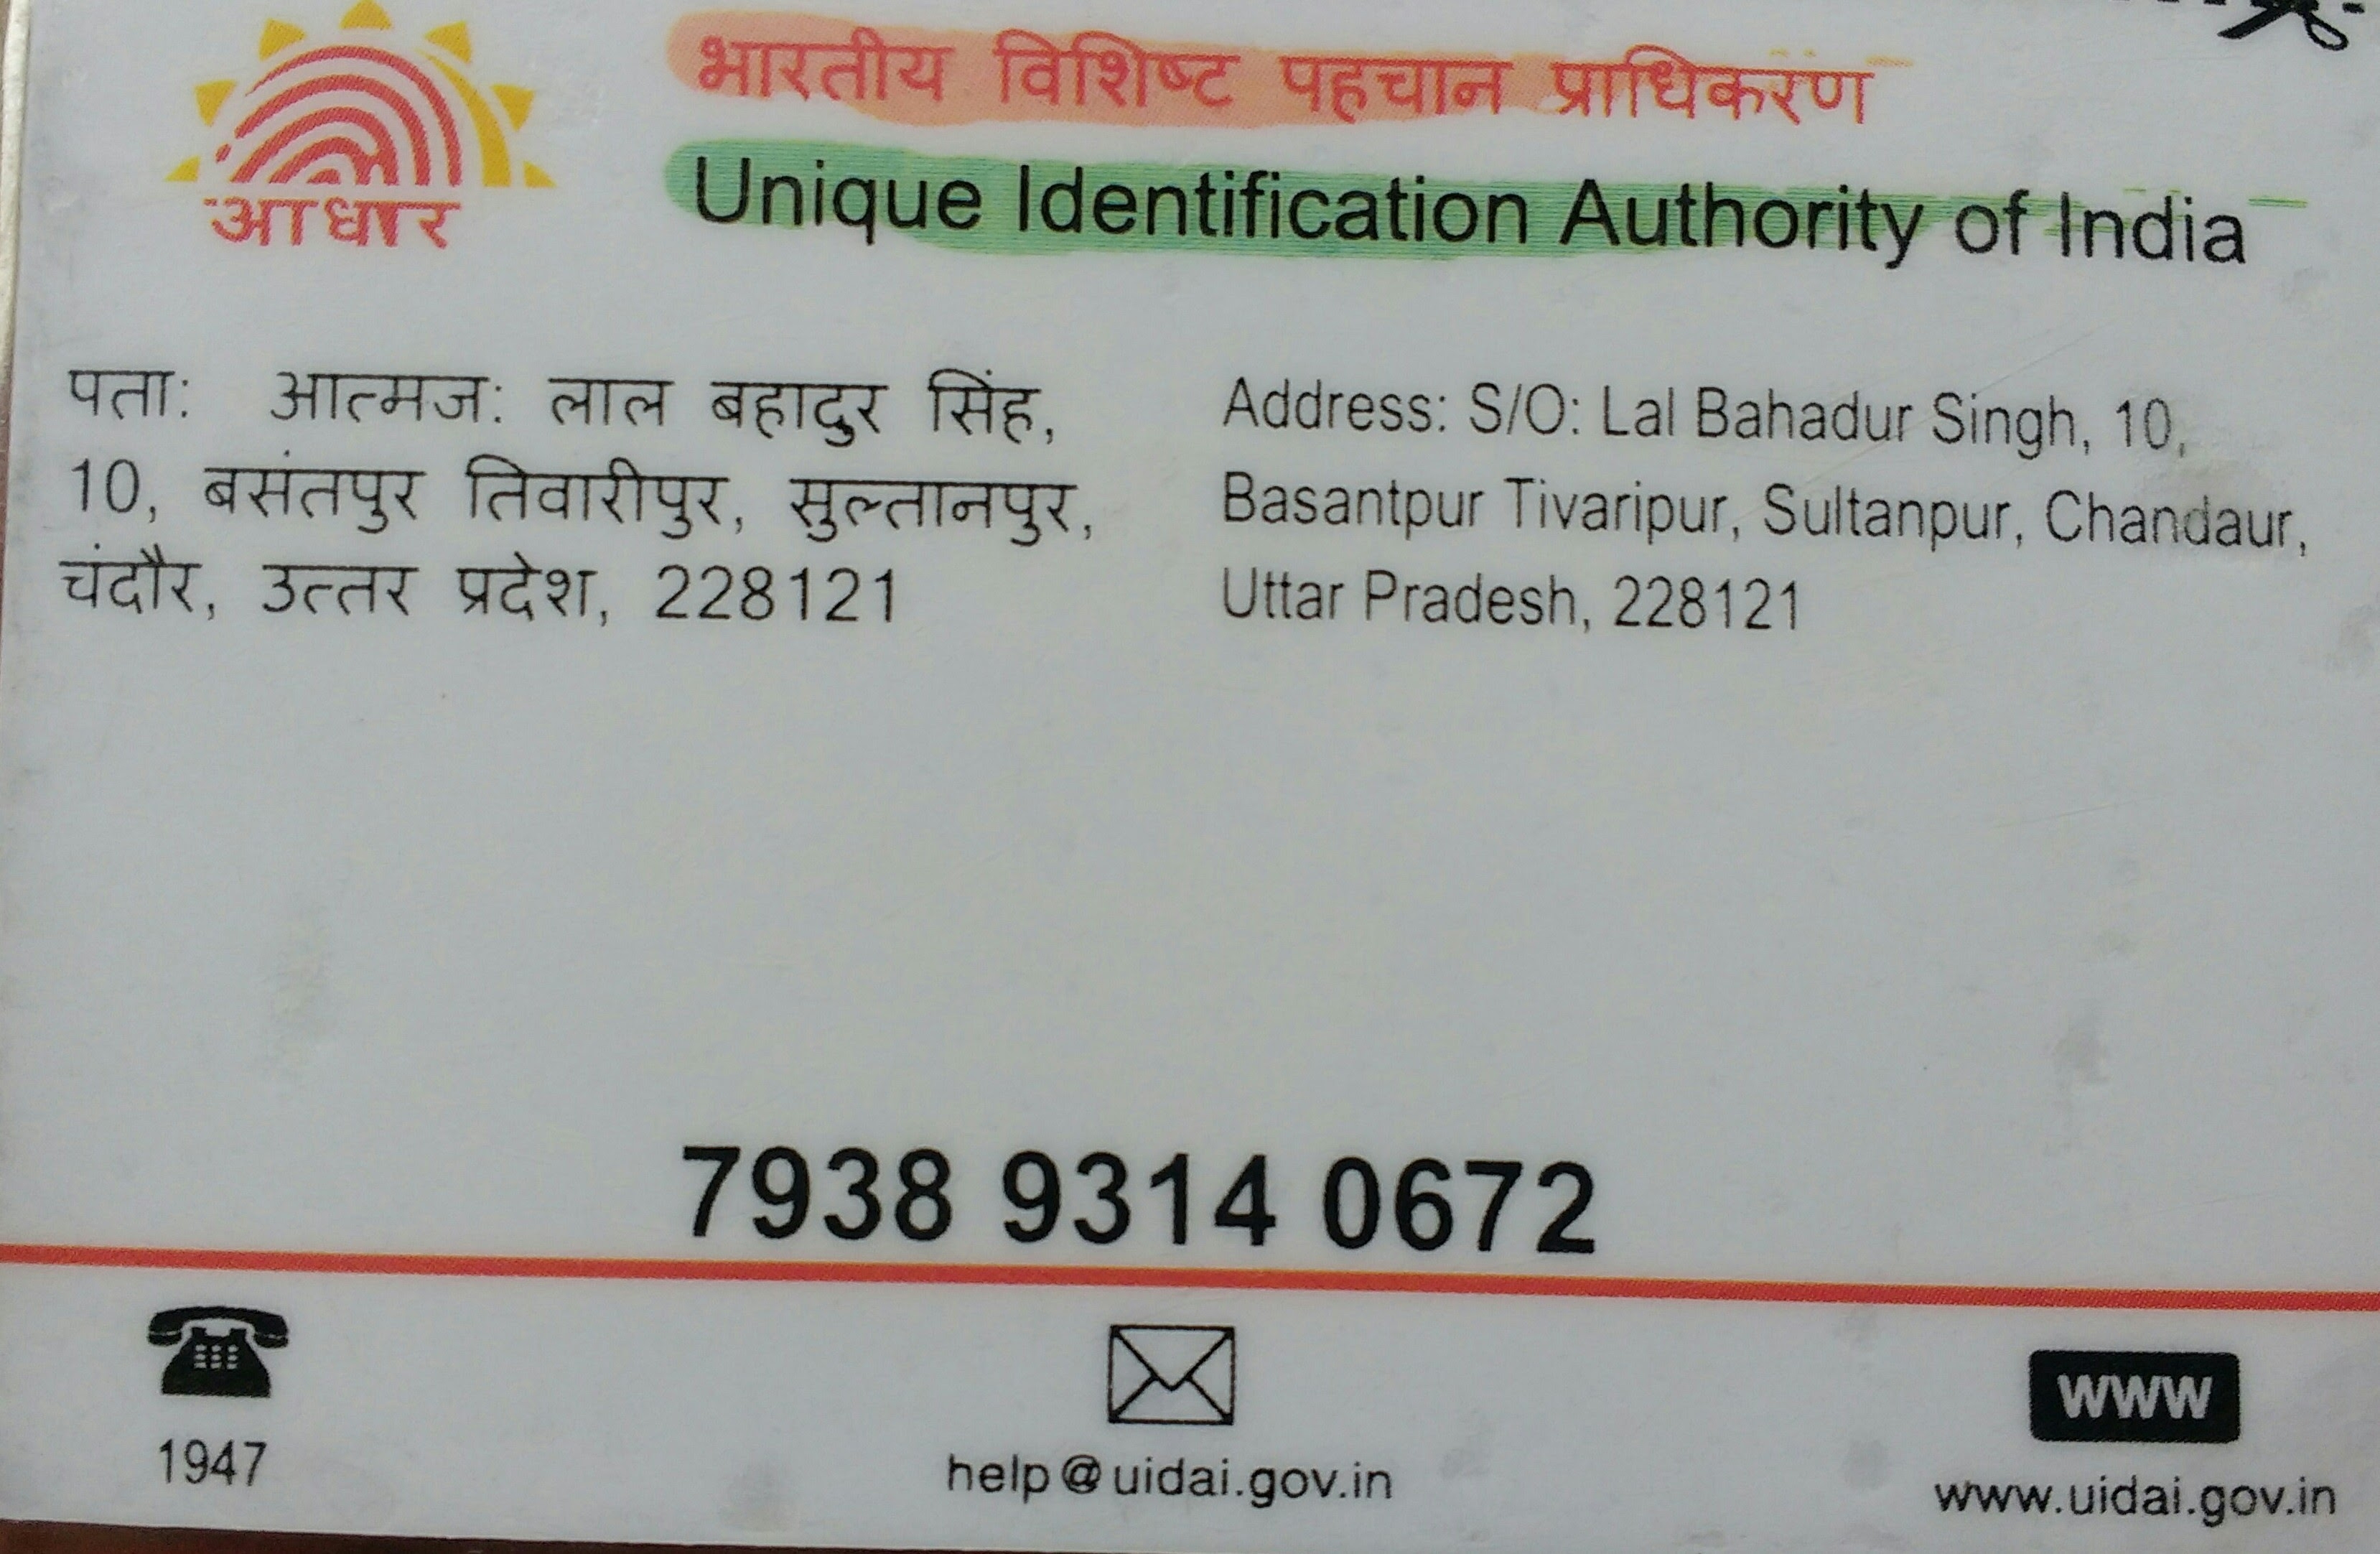 भारतीय विशिष्ट पहचान प्राधिकरण
Unique Identification Authority of India
आधार
पता: आत्मज: लाल बहादुर सिंह,
10, बसंतपुर तिवारीपुर, सुल्तानपुर,
चंदौर, उत्तर प्रदेश, 228121
Address: S/O: Lal Bahadur Singh, 10,
Basantpur Tivaripur, Sultanpur, Chandaur,
Uttar Pradesh, 228121
7938 9314 0672
1947
help@uidai.gov.in
www
www.uidai.gov.in